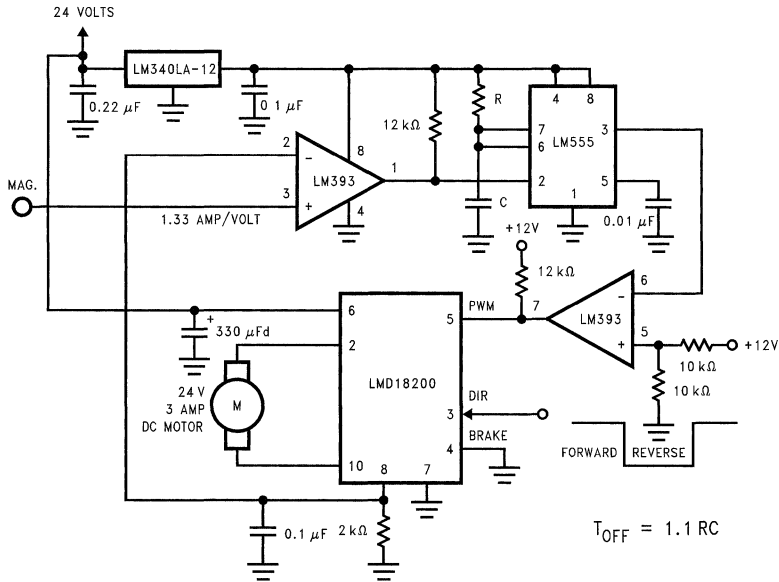 24 VOLTS
LM340LA-12
0.22 µF
0 1 µF
12 kΩ
R
4
8
7
6
LM555
3
2
5
1
C
0.01 µF
2
–
8
LM393
1
MAG.
3
+
4
1.33 AMP/VOLT
+12V
12 kΩ
6
–
PWM
7
LM393
5
+
+12V
10 kΩ
10 kΩ
+
330 µFd
6
5
2
LMD18200
24 V
3 AMP
DC MOTOR
M
DIR
3
BRAKE
4
FORWARD
REVERSE
10
8
7
0.1 µF
2 kΩ
TOFF = 1.1 RC